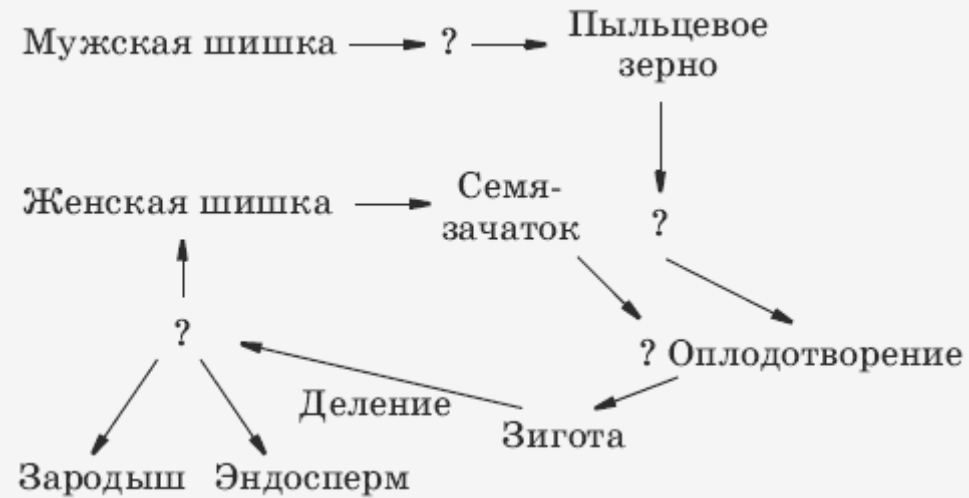 Мужская шишка ? Пыльцевое
зерно
Женская шишка Семя-
зачаток ?
?
? Оплодотворение
Деление
Зигота
Зародыш Эндосперм